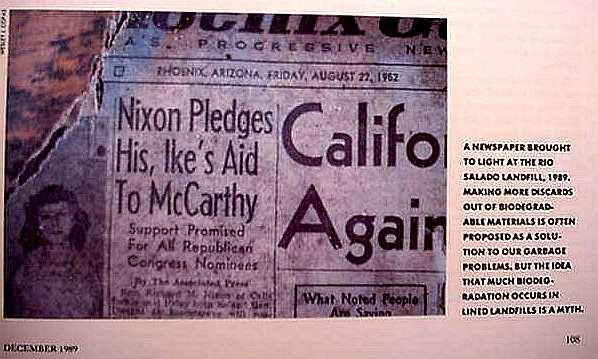 A'S. PROGRESSIVE NEW
PHOENIX, ARIZONA, FRIDAY, AUGUST 22, 1952
Nixon Pledges
His, Ike's Aid
To McCarthy
Support Promised
For All Republican
Congress Nominees
By The Associated Press
Califo
Again
What Noted People
Are Saying
A NEWSPAPER BROUGHT
TO LIGHT AT THE RIO
SALADO LANDFILL, 1989.
MAKING MORE DISCARDS
OUT OF BIODEGRAD-
ABLE MATERIALS IS OFTEN
PROPOSED AS A SOLU-
TION TO OUR GARBAGE
PROBLEMS. BUT THE IDEA
THAT MUCH BIODEG-
RADATION OCCURS IN
LINED LANDFILLS IS A MYTH.
DECEMBER 1989
108